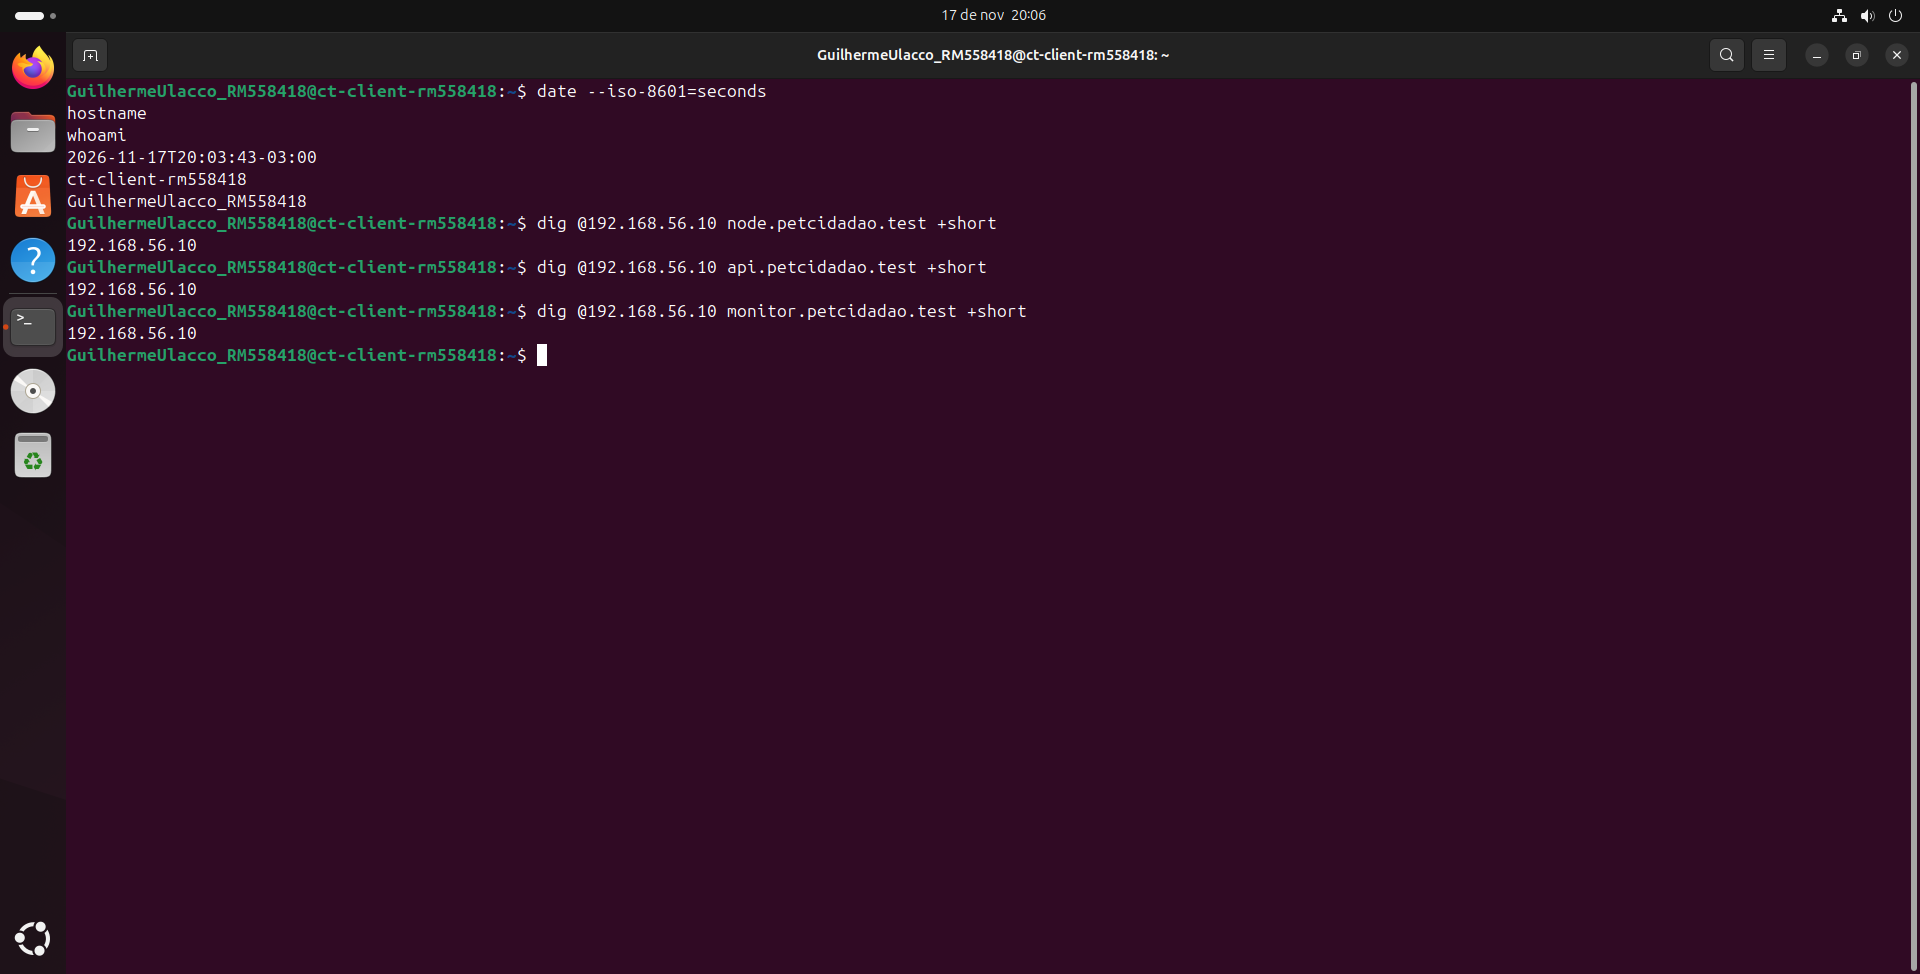 17 de nov 20:06
GuilhermeUlacco_RM558418@ct-client-rm558418: ~
GuilhermeUlacco_RM558418@ct-client-rm558418:~$ date --iso-8601=seconds
hostname
whoami
2026-11-17T20:03:43-03:00
ct-client-rm558418
GuilhermeUlacco_RM558418
GuilhermeUlacco_RM558418@ct-client-rm558418:~$ dig @192.168.56.10 node.petcidadao.test +short
192.168.56.10
GuilhermeUlacco_RM558418@ct-client-rm558418:~$ dig @192.168.56.10 api.petcidadao.test +short
192.168.56.10
GuilhermeUlacco_RM558418@ct-client-rm558418:~$ dig @192.168.56.10 monitor.petcidadao.test +short
192.168.56.10
GuilhermeUlacco_RM558418@ct-client-rm558418:~$